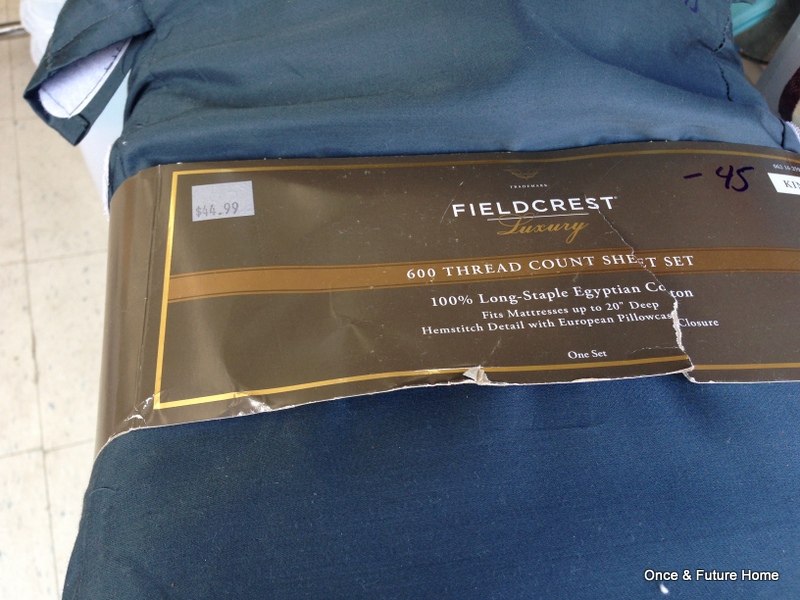 - 45
$44.99
TRADEMARK
FIELDCREST
Luxury
600 THREAD COUNT SHEET SET
100% Long-Staple Egyptian Cotton
Fits Mattresses up to 20" Deep
Hemstitch Detail with European Pillowcase Closure
One Set
Once & Future Home